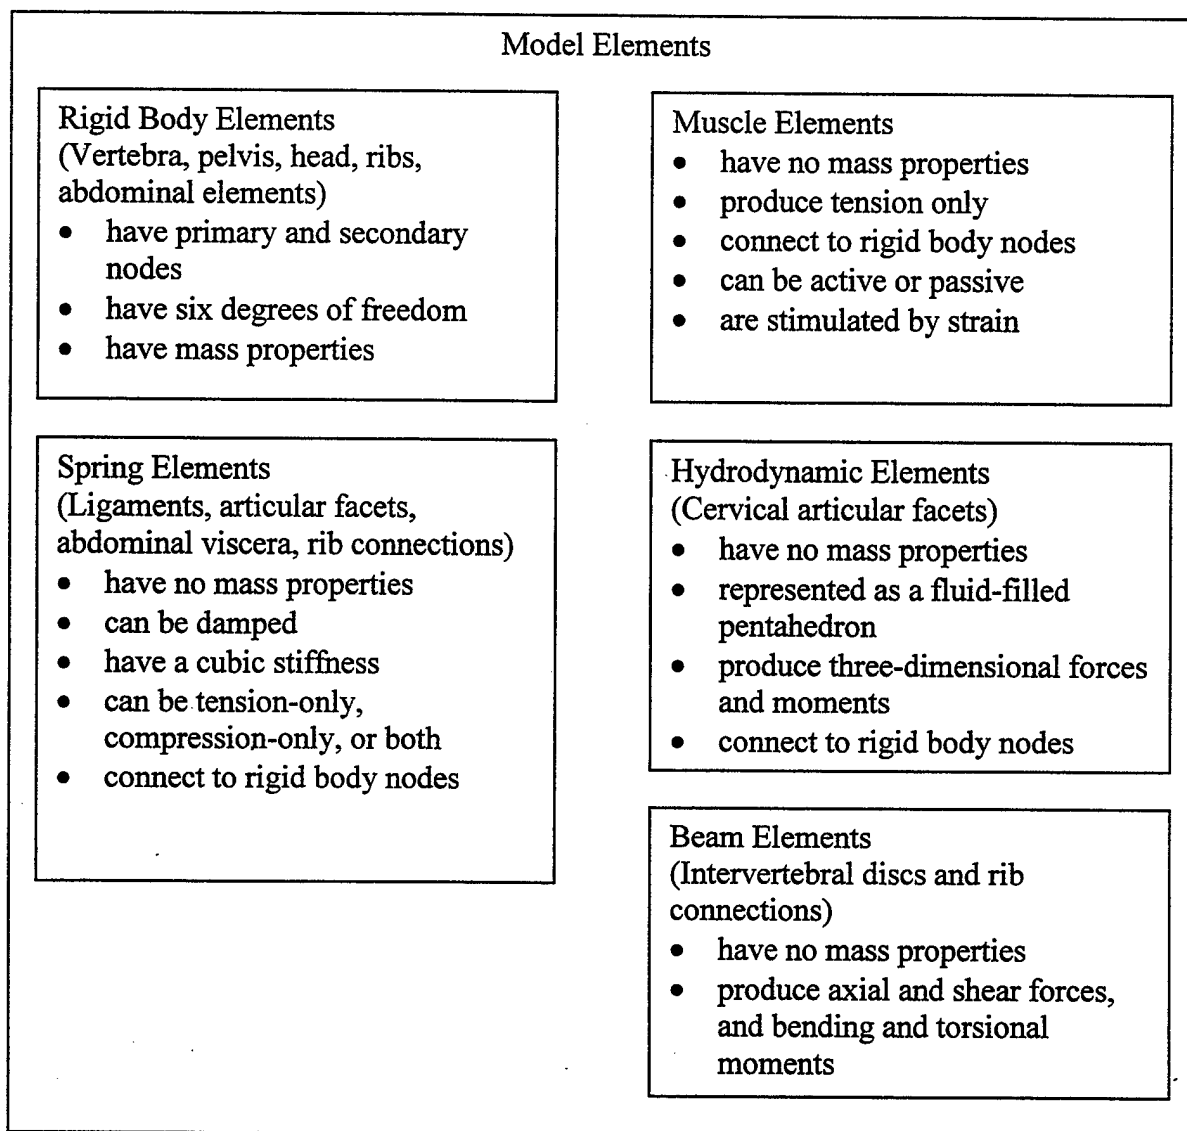 Model Elements
Rigid Body Elements
(Vertebra, pelvis, head, ribs,
abdominal elements)
• have primary and secondary
nodes
• have six degrees of freedom
• have mass properties
Spring Elements
(Ligaments, articular facets,
abdominal viscera, rib connections)
• have no mass properties
• can be damped
• have a cubic stiffness
• can be tension-only,
compression-only, or both
• connect to rigid body nodes
Muscle Elements
• have no mass properties
• produce tension only
• connect to rigid body nodes
• can be active or passive
• are stimulated by strain
Hydrodynamic Elements
(Cervical articular facets)
• have no mass properties
• represented as a fluid-filled
pentahedron
• produce three-dimensional forces
and moments
• connect to rigid body nodes
Beam Elements
(Intervertebral discs and rib
connections)
• have no mass properties
• produce axial and shear forces,
and bending and torsional
moments